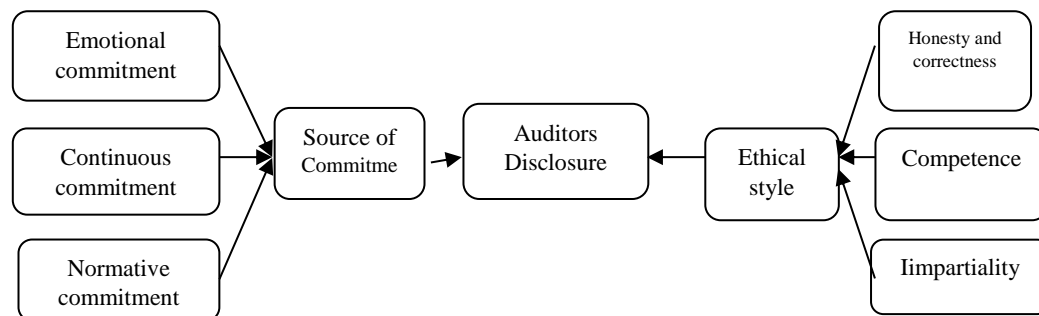 Emotional
commitment
Continuous
commitment
Normative
commitment
Source of
Commitme
Auditors
Disclosure
Ethical
style
Honesty and
correctness
Competence
Iimpartiality